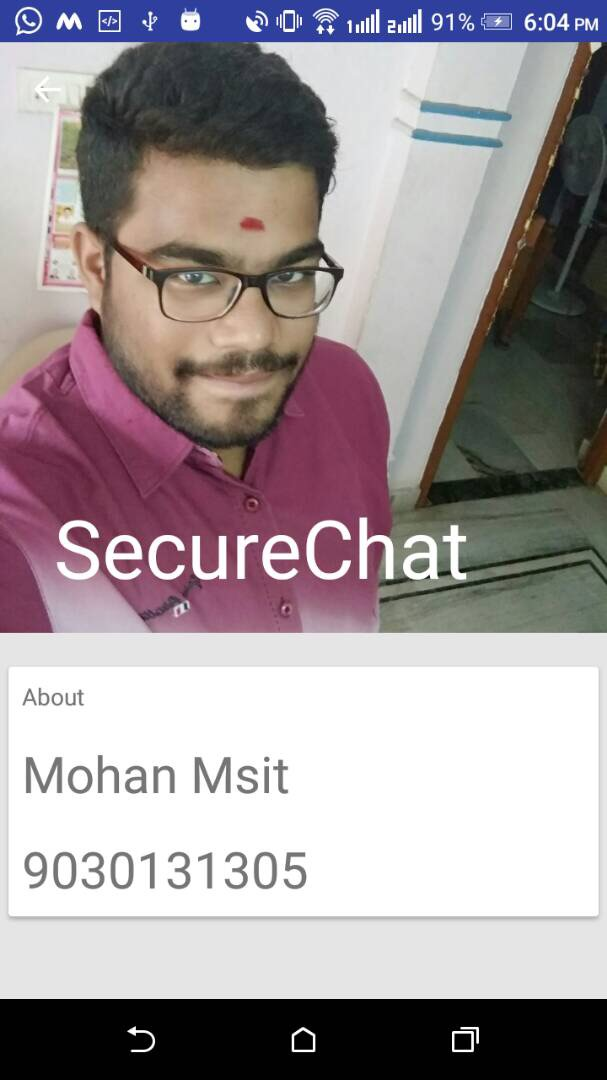 91% 6:04 PM
SecureChat
About
Mohan Msit
9030131305